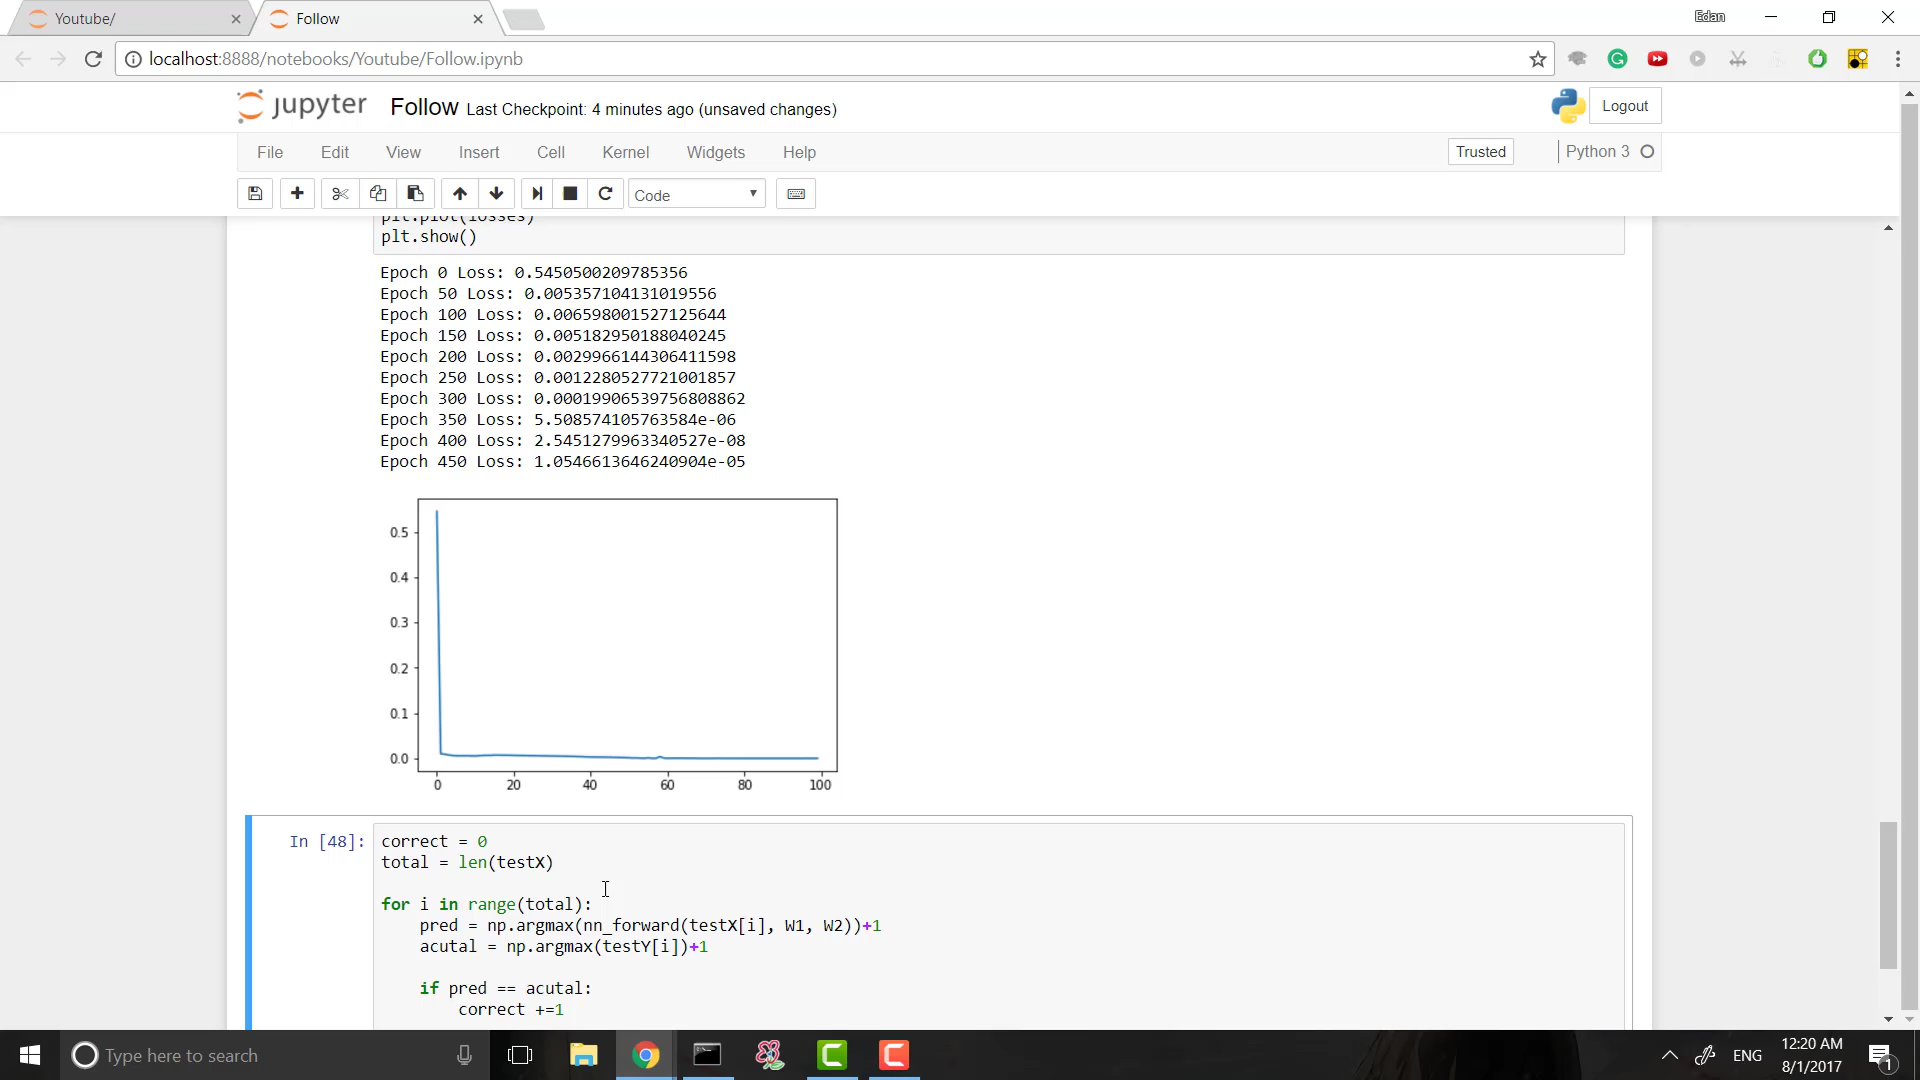 Youtube/
Follow
Edan
localhost:8888/notebooks/Youtube/Follow.ipynb
jupyter
Follow Last Checkpoint: 4 minutes ago (unsaved changes)
Logout
File Edit View Insert Cell Kernel Widgets Help
Trusted
Python 3
Code
plt.plot(losses)
plt.show()
Epoch 0 Loss: 0.5450500209785356
Epoch 50 Loss: 0.005357104131019556
Epoch 100 Loss: 0.006598001527125644
Epoch 150 Loss: 0.005182950188040245
Epoch 200 Loss: 0.0029966144306411598
Epoch 250 Loss: 0.0012280527721001857
Epoch 300 Loss: 0.00019906539756808862
Epoch 350 Loss: 5.508574105763584e-06
Epoch 400 Loss: 2.5451279963340527e-08
Epoch 450 Loss: 1.0546613646240904e-05
0.5
0.4
0.3
0.2
0.1
0.0
0 20 40 60 80 100
In [48]:
correct = 0
total = len(testX)
for i in range(total):
pred = np.argmax(nn_forward(testX[i], W1, W2))+1
acutal = np.argmax(testY[i])+1
if pred == acutal:
correct +=1
Type here to search
ENG
12:20 AM
8/1/2017
1